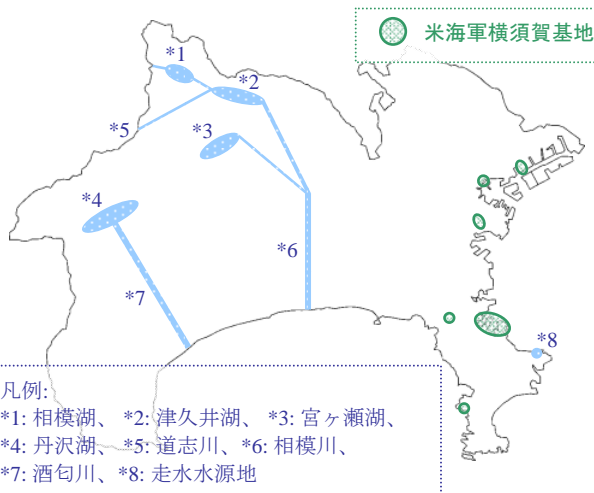 米海軍横須賀基地
*1
*2
*3
*5
*4
*6
*7
*8
凡例:
*1: 相模湖、 *2: 津久井湖、 *3: 宮ヶ瀬湖、
*4: 丹沢湖、 *5: 道志川、 *6: 相模川、
*7: 酒匂川、 *8: 走水水源地